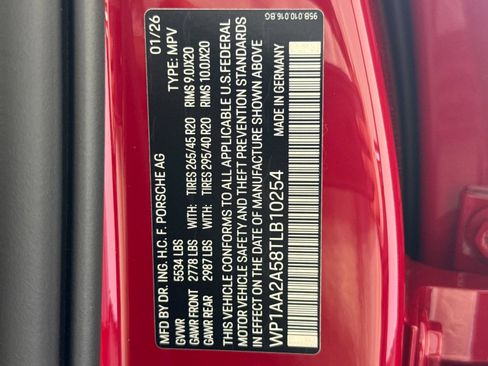 95B.010.016.BG
MFD BY DR. ING. H.C. F. PORSCHE AG 01/26
GVWR 5534 LBS TYPE: MPV
GAWR FRONT 2778 LBS WITH: TIRES 265/45 R20 RIMS 9.0JX20
GAWR REAR 2987 LBS WITH: TIRES 295/40 R20 RIMS 10.0JX20
THIS VEHICLE CONFORMS TO ALL APPLICABLE U.S. FEDERAL
MOTOR VEHICLE SAFETY AND THEFT PREVENTION STANDARDS
IN EFFECT ON THE DATE OF MANUFACTURE SHOWN ABOVE
WP1AA2A58TLB10254 MADE IN GERMANY